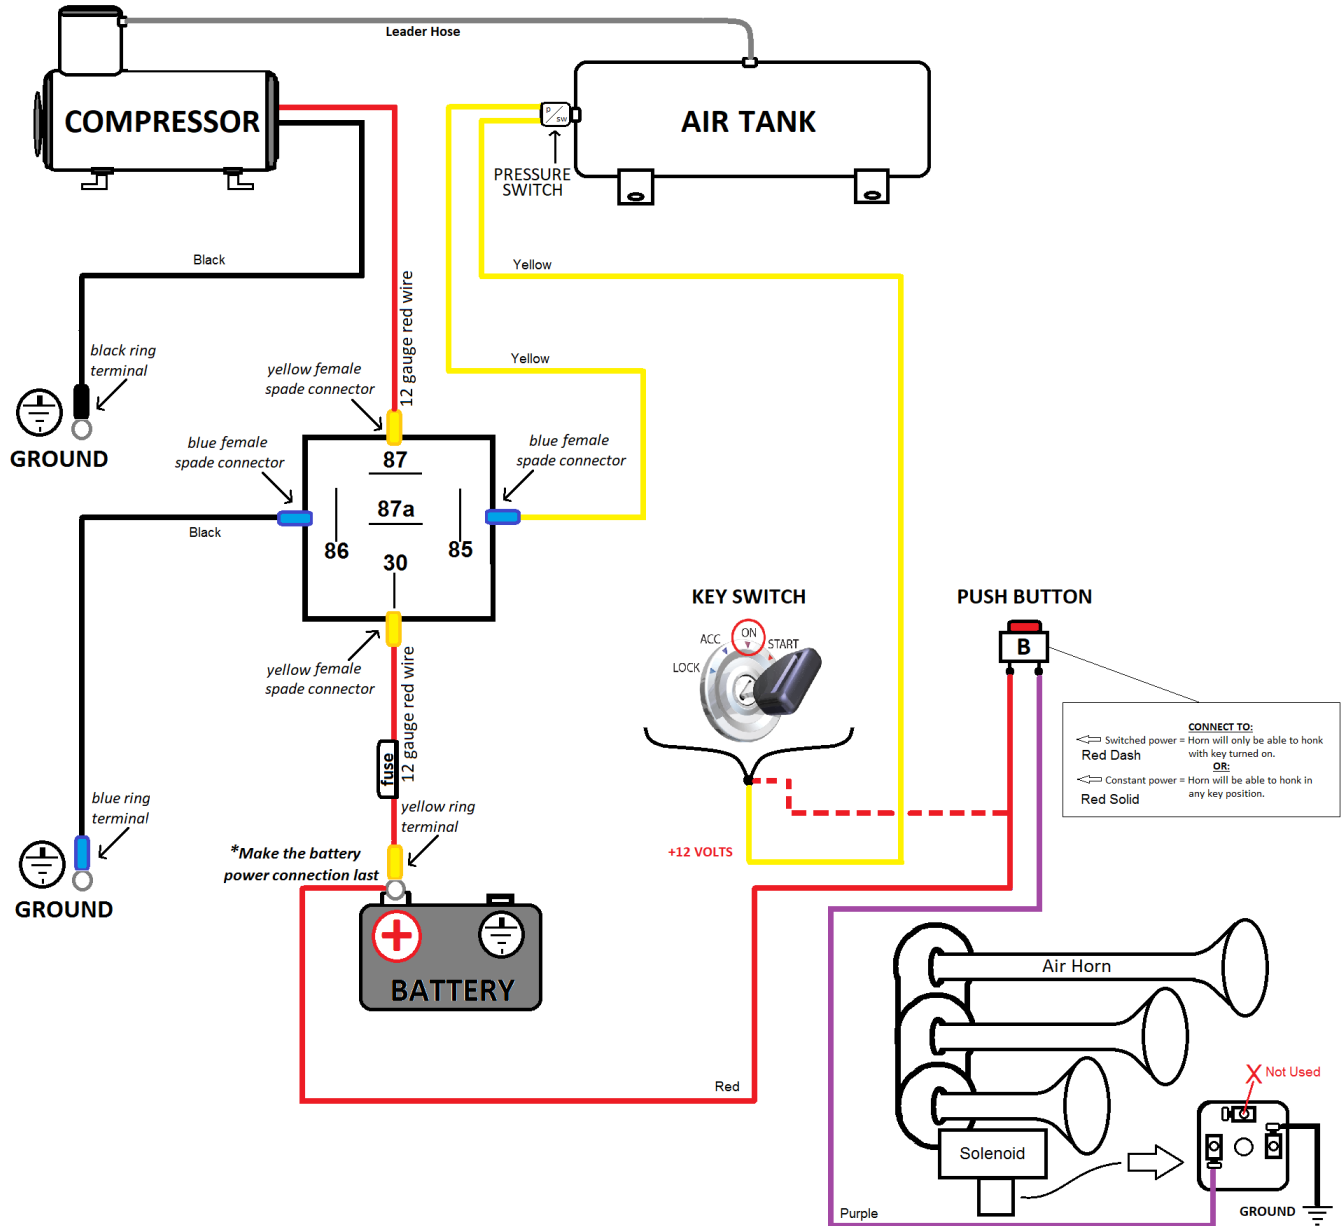 Leader Hose
COMPRESSOR
AIR TANK
p
sw
PRESSURE
SWITCH
Black
Yellow
12 gauge red wire
black ring
terminal
yellow female
spade connector
Yellow
GROUND
blue female
spade connector
blue female
spade connector
87
87a
86
85
30
Black
KEY SWITCH
PUSH BUTTON
ACC
ON
START
LOCK
B
yellow female
spade connector
12 gauge red wire
fuse
CONNECT TO:
Switched power = Horn will only be able to honk
with key turned on.
Red Dash
OR:
Constant power = Horn will be able to honk in
any key position.
Red Solid
blue ring
terminal
yellow ring
terminal
*Make the battery
power connection last
+12 VOLTS
GROUND
BATTERY
Air Horn
Red
X Not Used
Solenoid
Purple
GROUND